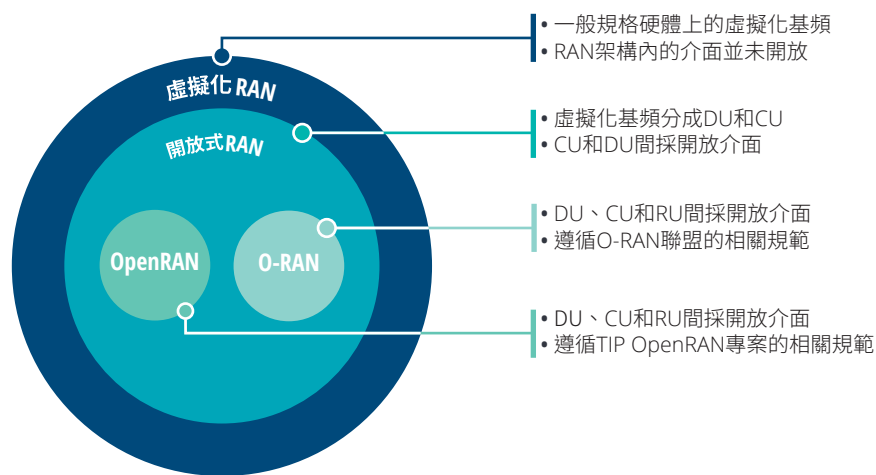 • 一般規格硬體上的虛擬化基頻
• RAN架構內的介面並未開放
虛擬化RAN
• 虛擬化基頻分成DU和CU
• CU和DU間採開放介面
開放式RAN
• DU、CU和RU間採開放介面
• 遵循O-RAN聯盟的相關規範
OpenRAN
O-RAN
• DU、CU和RU間採開放介面
• 遵循TIP OpenRAN專案的相關規範